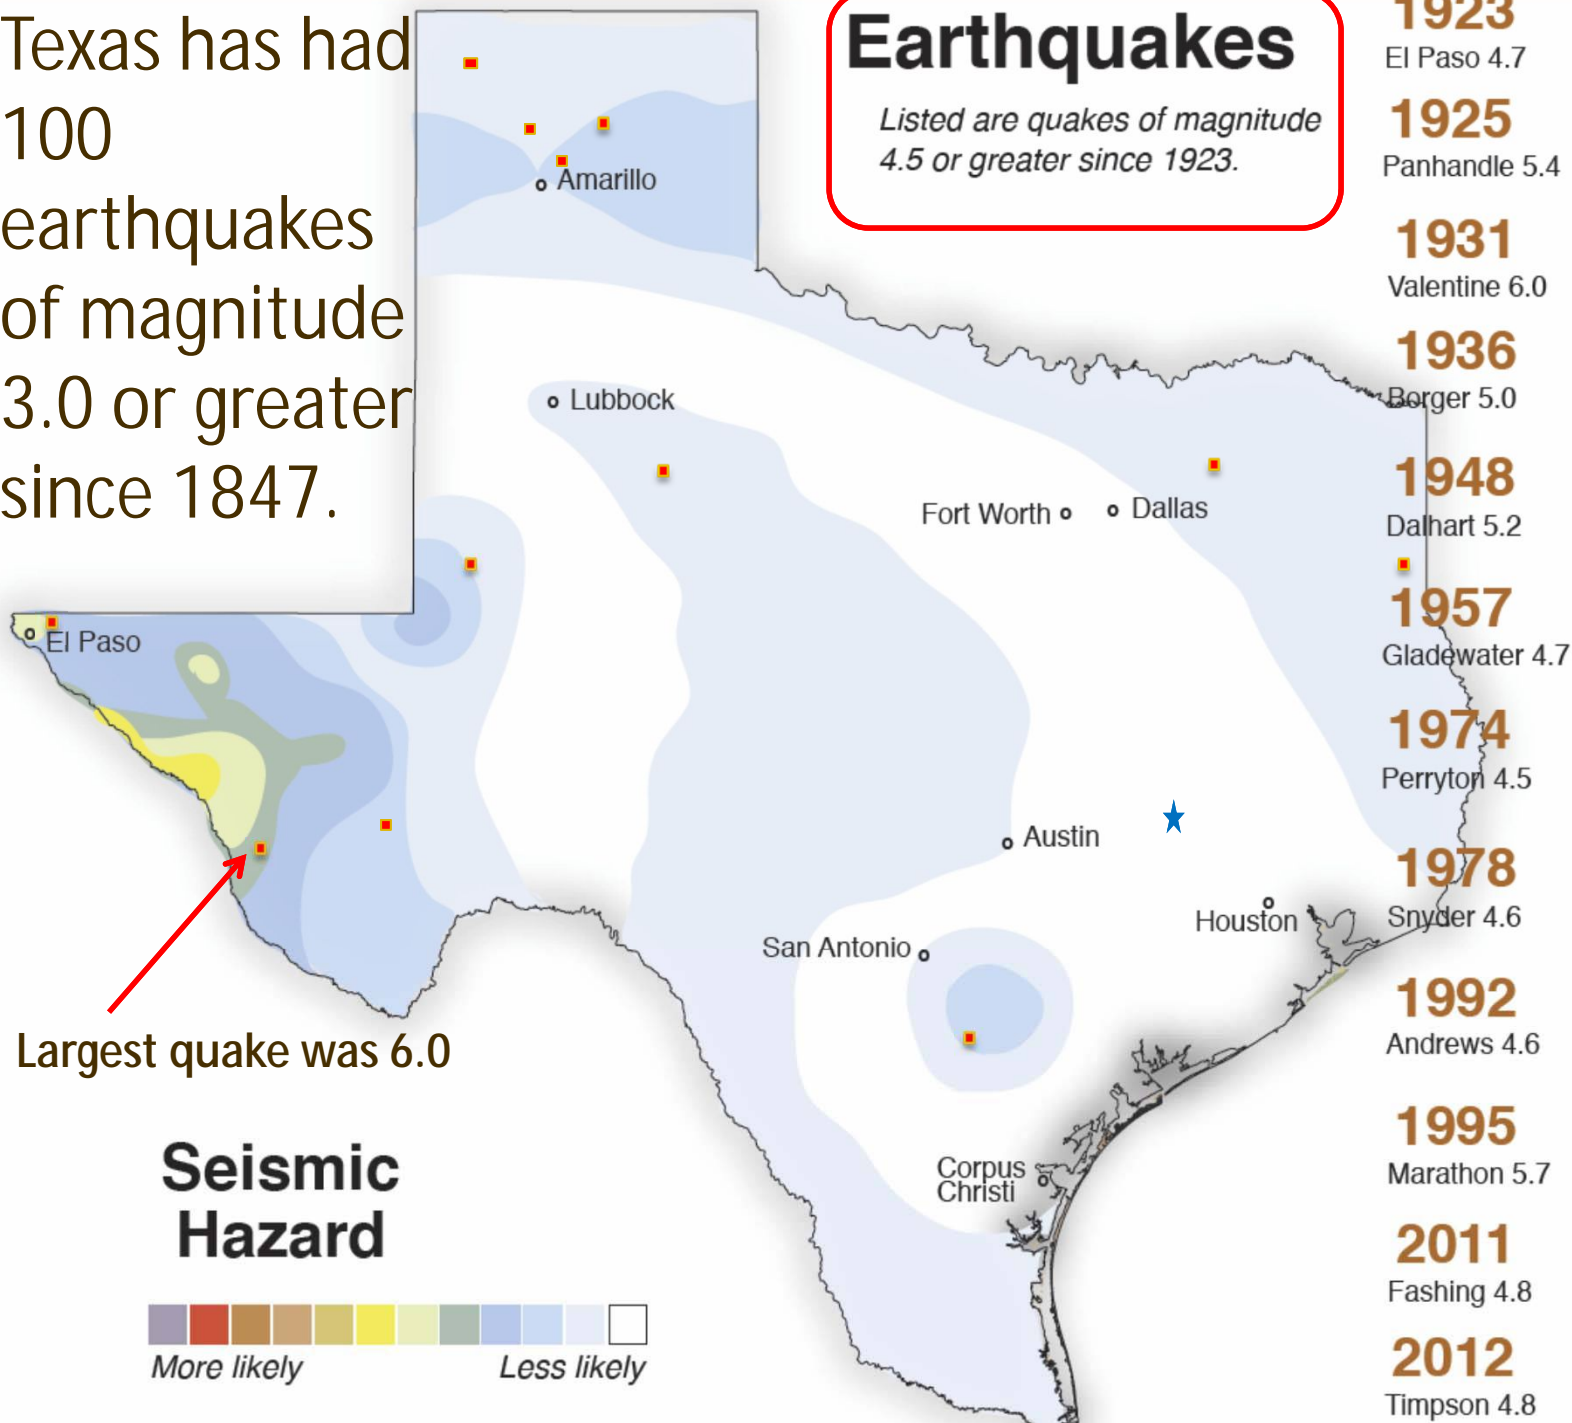 Texas has had
100
earthquakes
of magnitude
3.0 or greater
since 1847.
Earthquakes
Listed are quakes of magnitude
4.5 or greater since 1923.
Amarillo
Lubbock
Fort Worth
Dallas
El Paso
Austin
San Antonio
Houston
Corpus
Christi
Largest quake was 6.0
Seismic
Hazard
More likely
Less likely
1923
El Paso 4.7
1925
Panhandle 5.4
1931
Valentine 6.0
1936
Borger 5.0
1948
Dalhart 5.2
1957
Gladewater 4.7
1974
Perryton 4.5
1978
Snyder 4.6
1992
Andrews 4.6
1995
Marathon 5.7
2011
Fashing 4.8
2012
Timpson 4.8